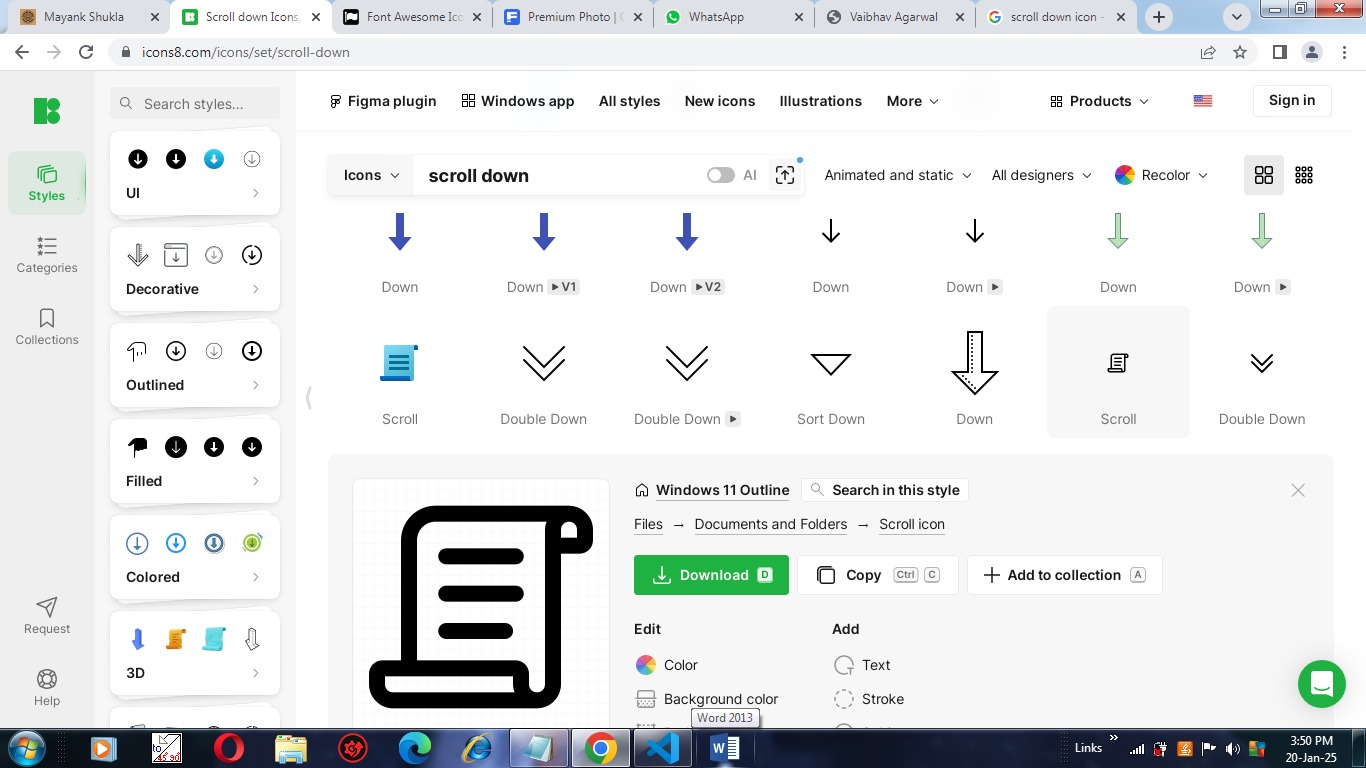 Mayank Shukla
Scroll down Icons,
Font Awesome Ico
Premium Photo | C
WhatsApp
Vaibhav Agarwal
scroll down icon -
icons8.com/icons/set/scroll-down
Search styles...
Figma plugin
Windows app
All styles
New icons
Illustrations
More
Products
Sign in
Icons
scroll down
AI
Animated and static
All designers
Recolor
Styles
Categories
Collections
Request
Help
UI
Decorative
Outlined
Filled
Colored
3D
Down
Down V1
Down V2
Down
Down
Down
Down
Scroll
Double Down
Double Down
Sort Down
Down
Scroll
Double Down
Windows 11 Outline
Search in this style
Files → Documents and Folders → Scroll icon
Download D
Copy Ctrl C
Add to collection A
Edit
Add
Color
Text
Background color
Stroke
Word 2013
Links »
3:50 PM
20-Jan-25